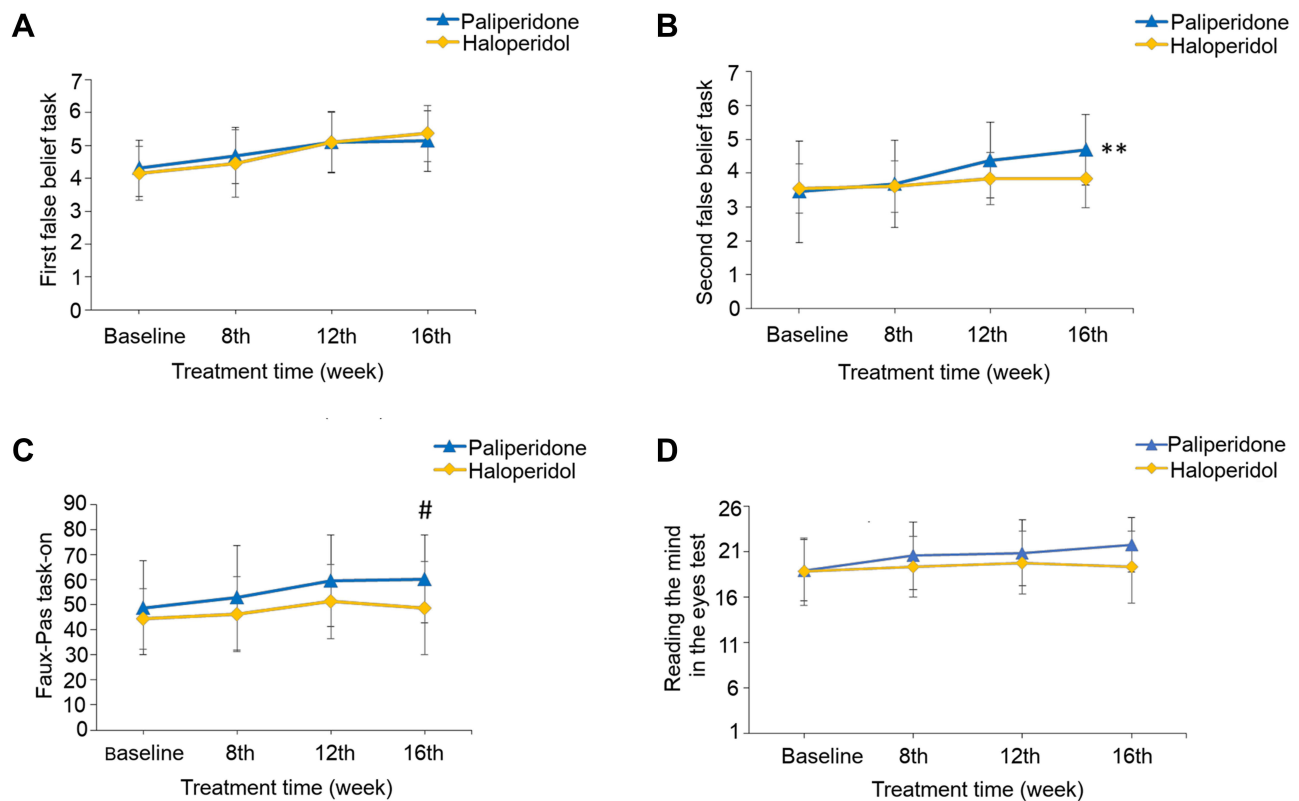 A
Paliperidone
Haloperidol
First false belief task
7
6
5
4
3
2
1
0
Baseline
8th
12th
16th
Treatment time (week)
B
Paliperidone
Haloperidol
Second false belief task
7
6
5
4
3
2
1
0
**
Baseline
8th
12th
16th
Treatment time (week)
C
Paliperidone
Haloperidol
Faux-Pas task-on
90
80
70
60
50
40
30
20
10
0
#
Baseline
8th
12th
16th
Treatment time (week)
D
Paliperidone
Haloperidol
Reading the mind
in the eyes test
26
21
16
11
6
1
Baseline
8th
12th
16th
Treatment time (week)